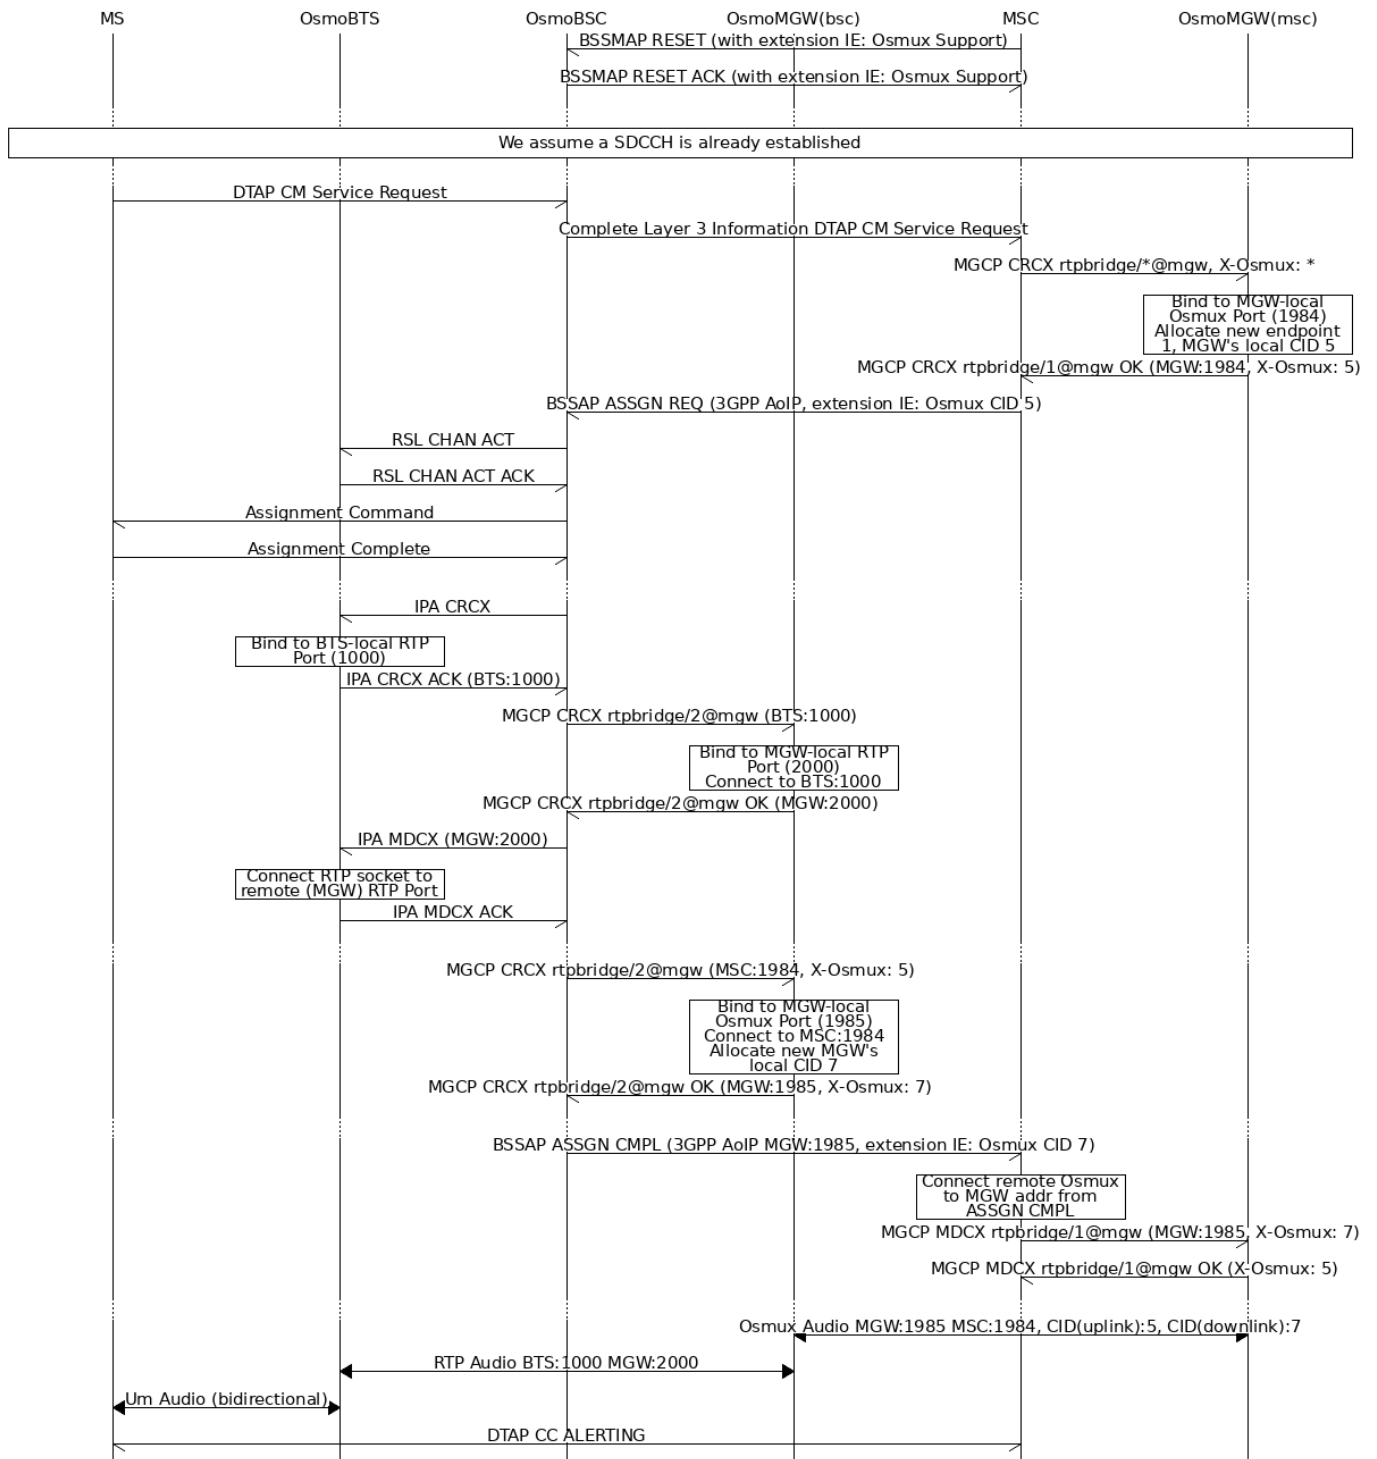 MS OsmoBTS OsmoBSC OsmoMGW(bsc) MSC OsmoMGW(msc)
BSSMAP RESET (with extension IE: Osmux Support)
BSSMAP RESET ACK (with extension IE: Osmux Support)
We assume a SDCCH is already established
DTAP CM Service Request
Complete Layer 3 Information DTAP CM Service Request
MGCP CRCX rtpbridge/*@mgw, X-Osmux: *
Bind to MGW-local
Osmux Port (1984)
Allocate new endpoint
1, MGW's local CID 5
MGCP CRCX rtpbridge/1@mgw OK (MGW:1984, X-Osmux: 5)
BSSAP ASSGN REQ (3GPP AoIP, extension IE: Osmux CID 5)
RSL CHAN ACT
RSL CHAN ACT ACK
Assignment Command
Assignment Complete
IPA CRCX
Bind to BTS-local RTP
Port (1000)
IPA CRCX ACK (BTS:1000)
MGCP CRCX rtpbridge/2@mgw (BTS:1000)
Bind to MGW-local RTP
Port (2000)
Connect to BTS:1000
MGCP CRCX rtpbridge/2@mgw OK (MGW:2000)
IPA MDCX (MGW:2000)
Connect RTP socket to
remote (MGW) RTP Port
IPA MDCX ACK
MGCP CRCX rtpbridge/2@mgw (MSC:1984, X-Osmux: 5)
Bind to MGW-local
Osmux Port (1985)
Connect to MSC:1984
Allocate new MGW's
local CID 7
MGCP CRCX rtpbridge/2@mgw OK (MGW:1985, X-Osmux: 7)
BSSAP ASSGN CMPL (3GPP AoIP MGW:1985, extension IE: Osmux CID 7)
Connect remote Osmux
to MGW addr from
ASSGN CMPL
MGCP MDCX rtpbridge/1@mgw (MGW:1985, X-Osmux: 7)
MGCP MDCX rtpbridge/1@mgw OK (X-Osmux: 5)
Osmux Audio MGW:1985 MSC:1984, CID(uplink):5, CID(downlink):7
RTP Audio BTS:1000 MGW:2000
Um Audio (bidirectional)
DTAP CC ALERTING